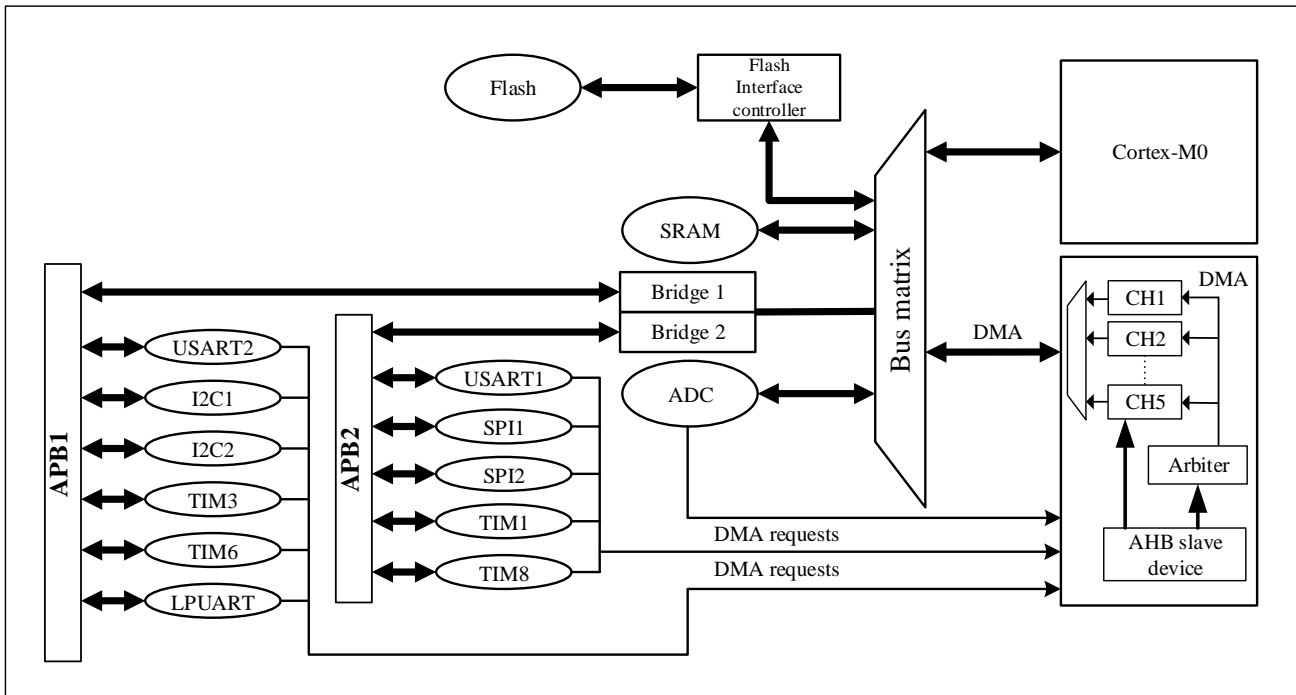 Flash
Flash
Interface
controller
Cortex-M0
SRAM
Bus matrix
DMA
CH1
CH2
CH5
Arbiter
AHB slave
device
DMA
Bridge 1
Bridge 2
ADC
APB1
USART2
I2C1
I2C2
TIM3
TIM6
LPUART
APB2
USART1
SPI1
SPI2
TIM1
TIM8
DMA requests
DMA requests